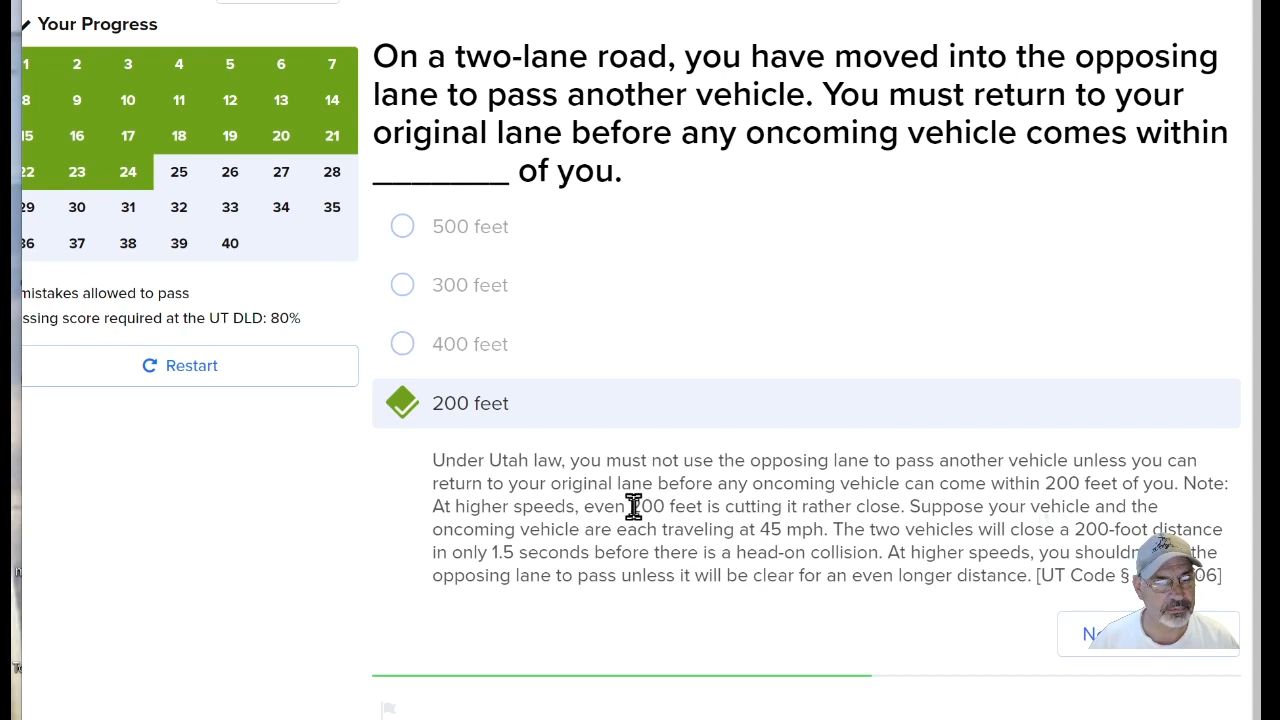 Your Progress
1 2 3 4 5 6 7
8 9 10 11 12 13 14
15 16 17 18 19 20 21
22 23 24 25 26 27 28
29 30 31 32 33 34 35
36 37 38 39 40
mistakes allowed to pass
ssing score required at the UT DLD: 80%
Restart
On a two-lane road, you have moved into the opposing
lane to pass another vehicle. You must return to your
original lane before any oncoming vehicle comes within
_______ of you.
500 feet
300 feet
400 feet
200 feet
Under Utah law, you must not use the opposing lane to pass another vehicle unless you can
return to your original lane before any oncoming vehicle can come within 200 feet of you. Note:
At higher speeds, even 200 feet is cutting it rather close. Suppose your vehicle and the
oncoming vehicle are each traveling at 45 mph. The two vehicles will close a 200-foot distance
in only 1.5 seconds before there is a head-on collision. At higher speeds, you the
opposing lane to pass unless it will be clear for an even longer distance. [UT Code § 06]